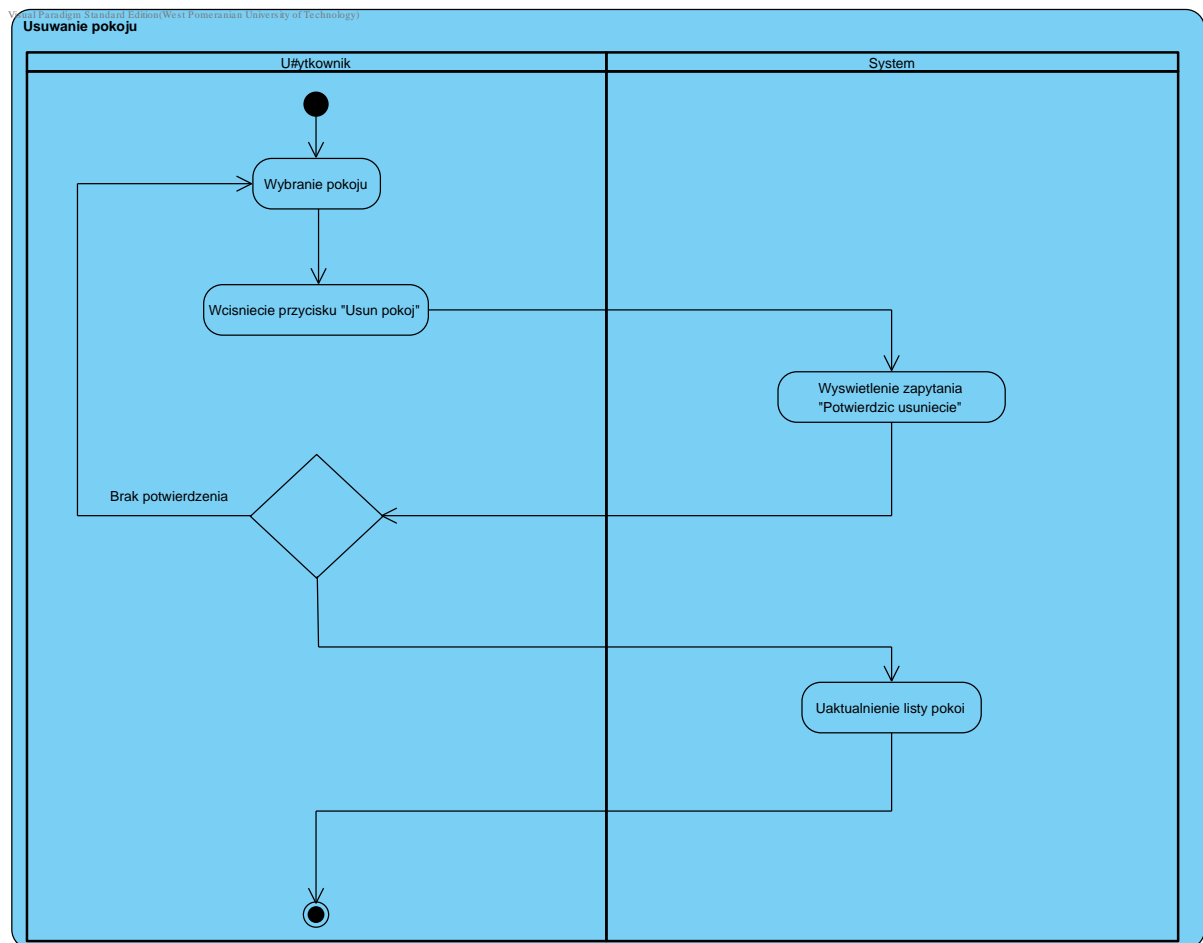 Visual Paradigm Standard Edition(West Pomeranian University of Technology)
Usuwanie pokoju
U#ytkownik
System
Wybranie pokoju
Wcisniecie przycisku "Usun pokoj"
Wyswietlenie zapytania
"Potwierdzic usuniecie"
Brak potwierdzenia
Uaktualnienie listy pokoi